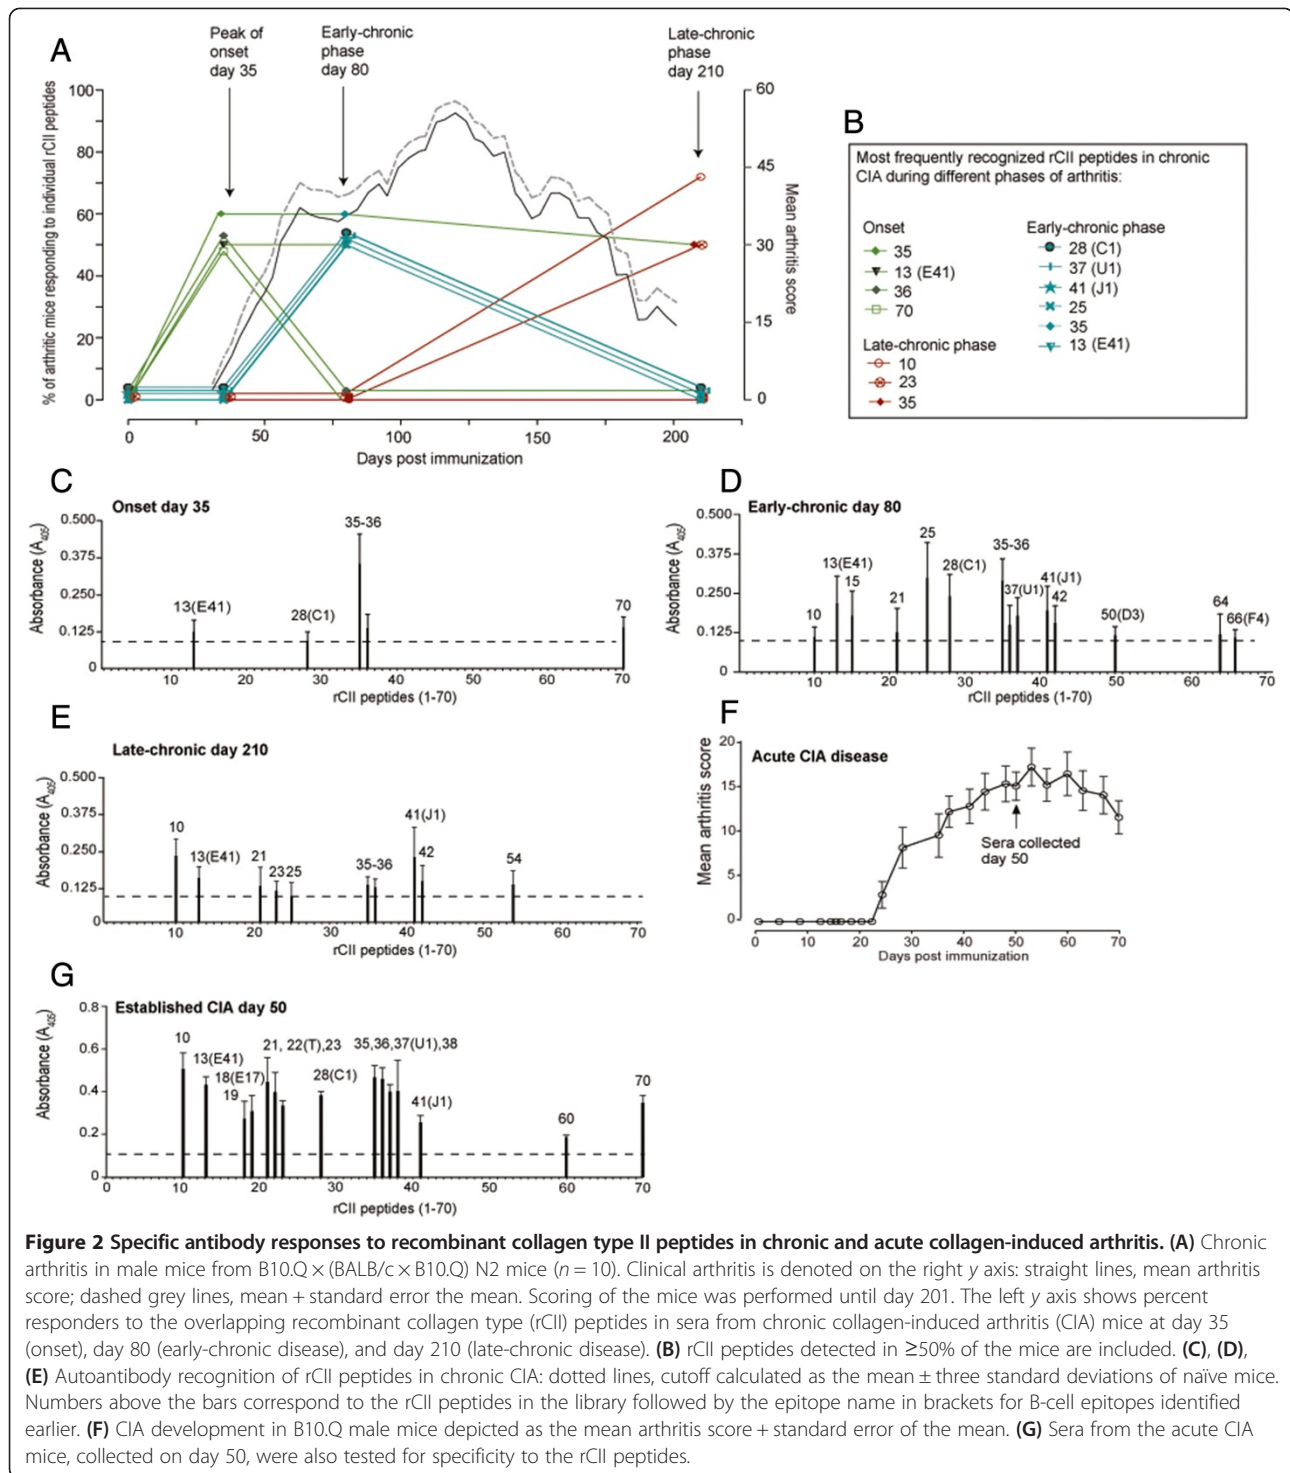 A
Peak of
onset
day 35
Early-chronic
phase
day 80
Late-chronic
phase
day 210
% of arthritic mice responding to individual rCII peptides
100
80
60
40
20
0
60
45
30
15
0
Mean arthritis score
0
50
100
150
200
Days post immunization
B
Most frequently recognized rCII peptides in chronic
CIA during different phases of arthritis:
Onset
35
13 (E41)
36
70
Late-chronic phase
10
23
35
Early-chronic phase
28 (C1)
37 (U1)
41 (J1)
25
35
13 (E41)
C
Onset day 35
Absorbance (A405)
0.500
0.375
0.250
0.125
0
13(E41)
28(C1)
35-36
70
10 20 30 40 50 60 70
rCII peptides (1-70)
D
Early-chronic day 80
Absorbance (A405)
0.500
0.375
0.250
0.125
0
10
13(E41)
15
21
25
28(C1)
35-36
37(U1)
41(J1)
42
50(D3)
64
66(F4)
10 20 30 40 50 60 70
rCII peptides (1-70)
E
Late-chronic day 210
Absorbance (A405)
0.500
0.375
0.250
0.125
0
10
13(E41)
21
23 25
35-36
41(J1)
42
54
10 20 30 40 50 60 70
rCII peptides (1-70)
F
Acute CIA disease
Mean arthritis score
20
15
10
5
0
Sera collected
day 50
0 10 20 30 40 50 60 70
Days post immunization
G
Established CIA day 50
Absorbance (A405)
0.8
0.6
0.4
0.2
0
10
13(E41)
18(E17)
19
21, 22(T),23
28(C1)
35,36,37(U1),38
41(J1)
60
70
0 10 20 30 40 50 60 70
rCII peptides (1-70)
Figure 2 Specific antibody responses to recombinant collagen type II peptides in chronic and acute collagen-induced arthritis. (A) Chronic
arthritis in male mice from B10.Q × (BALB/c × B10.Q) N2 mice (n = 10). Clinical arthritis is denoted on the right y axis: straight lines, mean arthritis
score; dashed grey lines, mean + standard error the mean. Scoring of the mice was performed until day 201. The left y axis shows percent
responders to the overlapping recombinant collagen type (rCII) peptides in sera from chronic collagen-induced arthritis (CIA) mice at day 35
(onset), day 80 (early-chronic disease), and day 210 (late-chronic disease). (B) rCII peptides detected in ≥50% of the mice are included. (C), (D),
(E) Autoantibody recognition of rCII peptides in chronic CIA: dotted lines, cutoff calculated as the mean ± three standard deviations of naïve mice.
Numbers above the bars correspond to the rCII peptides in the library followed by the epitope name in brackets for B-cell epitopes identified
earlier. (F) CIA development in B10.Q male mice depicted as the mean arthritis score + standard error of the mean. (G) Sera from the acute CIA
mice, collected on day 50, were also tested for specificity to the rCII peptides.